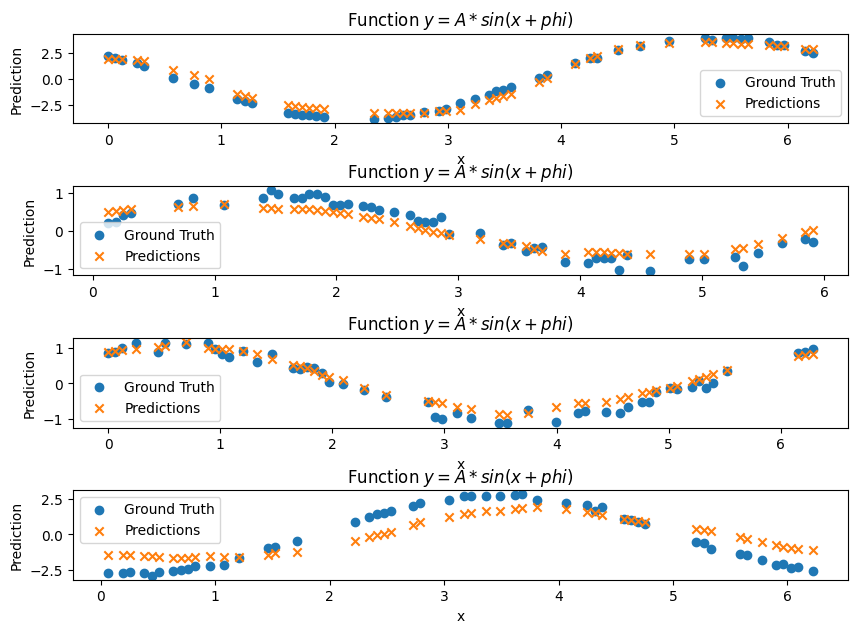 Function y = A * sin(x + phi)
Prediction
2.5
0.0
−2.5
Ground Truth
Predictions
0 1 2 3 4 5 6
x
Function y = A * sin(x + phi)
Prediction
1
0
−1
Ground Truth
Predictions
0 1 2 3 4 5 6
x
Function y = A * sin(x + phi)
Prediction
1
0
−1
Ground Truth
Predictions
0 1 2 3 4 5 6
x
Function y = A * sin(x + phi)
Prediction
2.5
0.0
−2.5
Ground Truth
Predictions
0 1 2 3 4 5 6
x